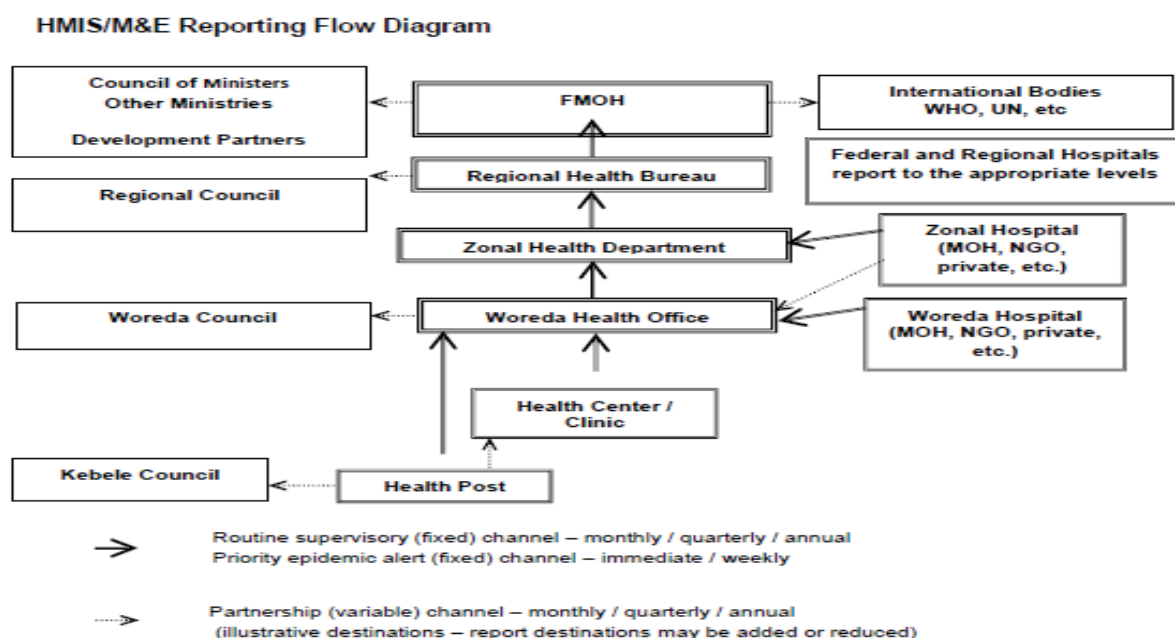 HMIS/M&E Reporting Flow Diagram
Council of Ministers
Other Ministries
Development Partners
FMOH
International Bodies
WHO, UN, etc
Federal and Regional Hospitals
report to the appropriate levels
Regional Council
Regional Health Bureau
Zonal Health Department
Zonal Hospital
(MOH, NGO,
private, etc.)
Woreda Council
Woreda Health Office
Woreda Hospital
(MOH, NGO, private,
etc.)
Health Center /
Clinic
Kebele Council
Health Post
Routine supervisory (fixed) channel – monthly / quarterly / annual
Priority epidemic alert (fixed) channel – immediate / weekly
Partnership (variable) channel – monthly / quarterly / annual
(illustrative destinations – report destinations may be added or reduced)